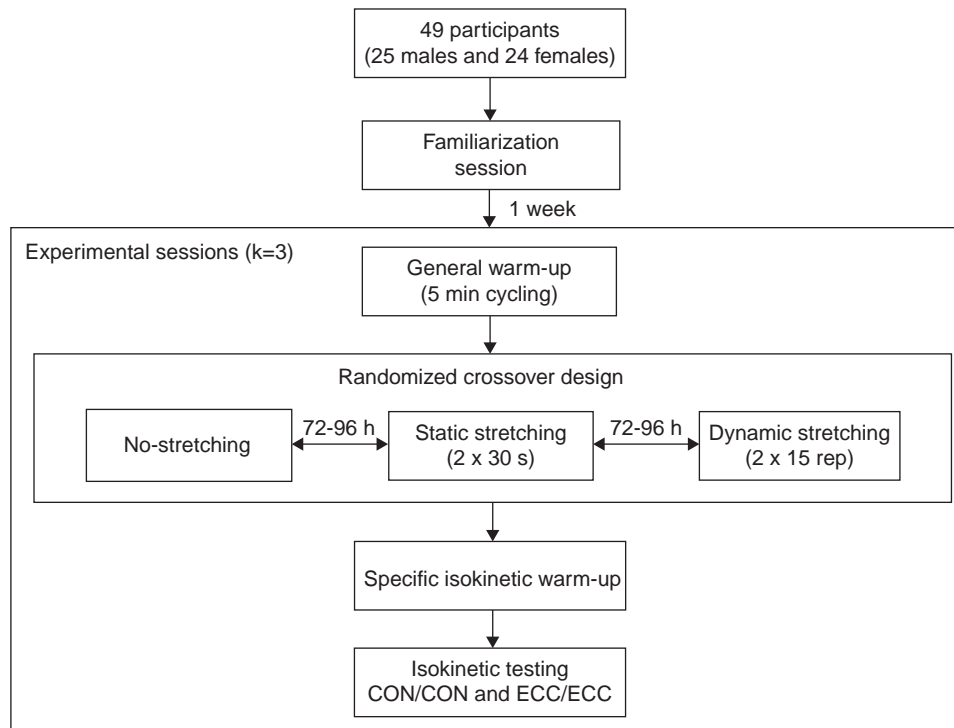 49 participants
(25 males and 24 females)
Familiarization
session
1 week
Experimental sessions (k=3)
General warm-up
(5 min cycling)
Randomized crossover design
No-stretching
72-96 h
Static stretching
(2 x 30 s)
72-96 h
Dynamic stretching
(2 x 15 rep)
Specific isokinetic warm-up
Isokinetic testing
CON/CON and ECC/ECC